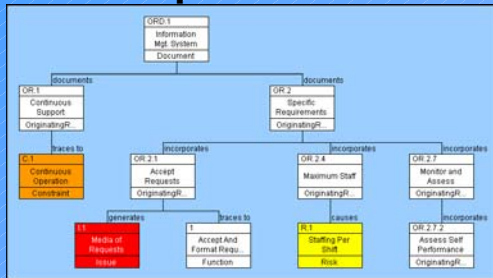 ORD.1
Information
Mgt. System
Document
documents
documents
OR.1
Continuous
Support
OriginatingR...
OR.2
Specific
Requirements
OriginatingR...
traces to
incorporates
incorporates
incorporates
C.1
Continuous
Operation
Constraint
OR.2.1
Accept
Requests
OriginatingR...
OR.2.4
Maximum Staff
OriginatingR...
OR.2.7
Monitor and
Assess
OriginatingR...
generates
traces to
causes
incorporates
I.1
Media of
Requests
Issue
1
Accept And
Format Requ...
Function
R.1
Staffing Per
Shift
Risk
OR.2.7.2
Assess Self
Performance
OriginatingR...